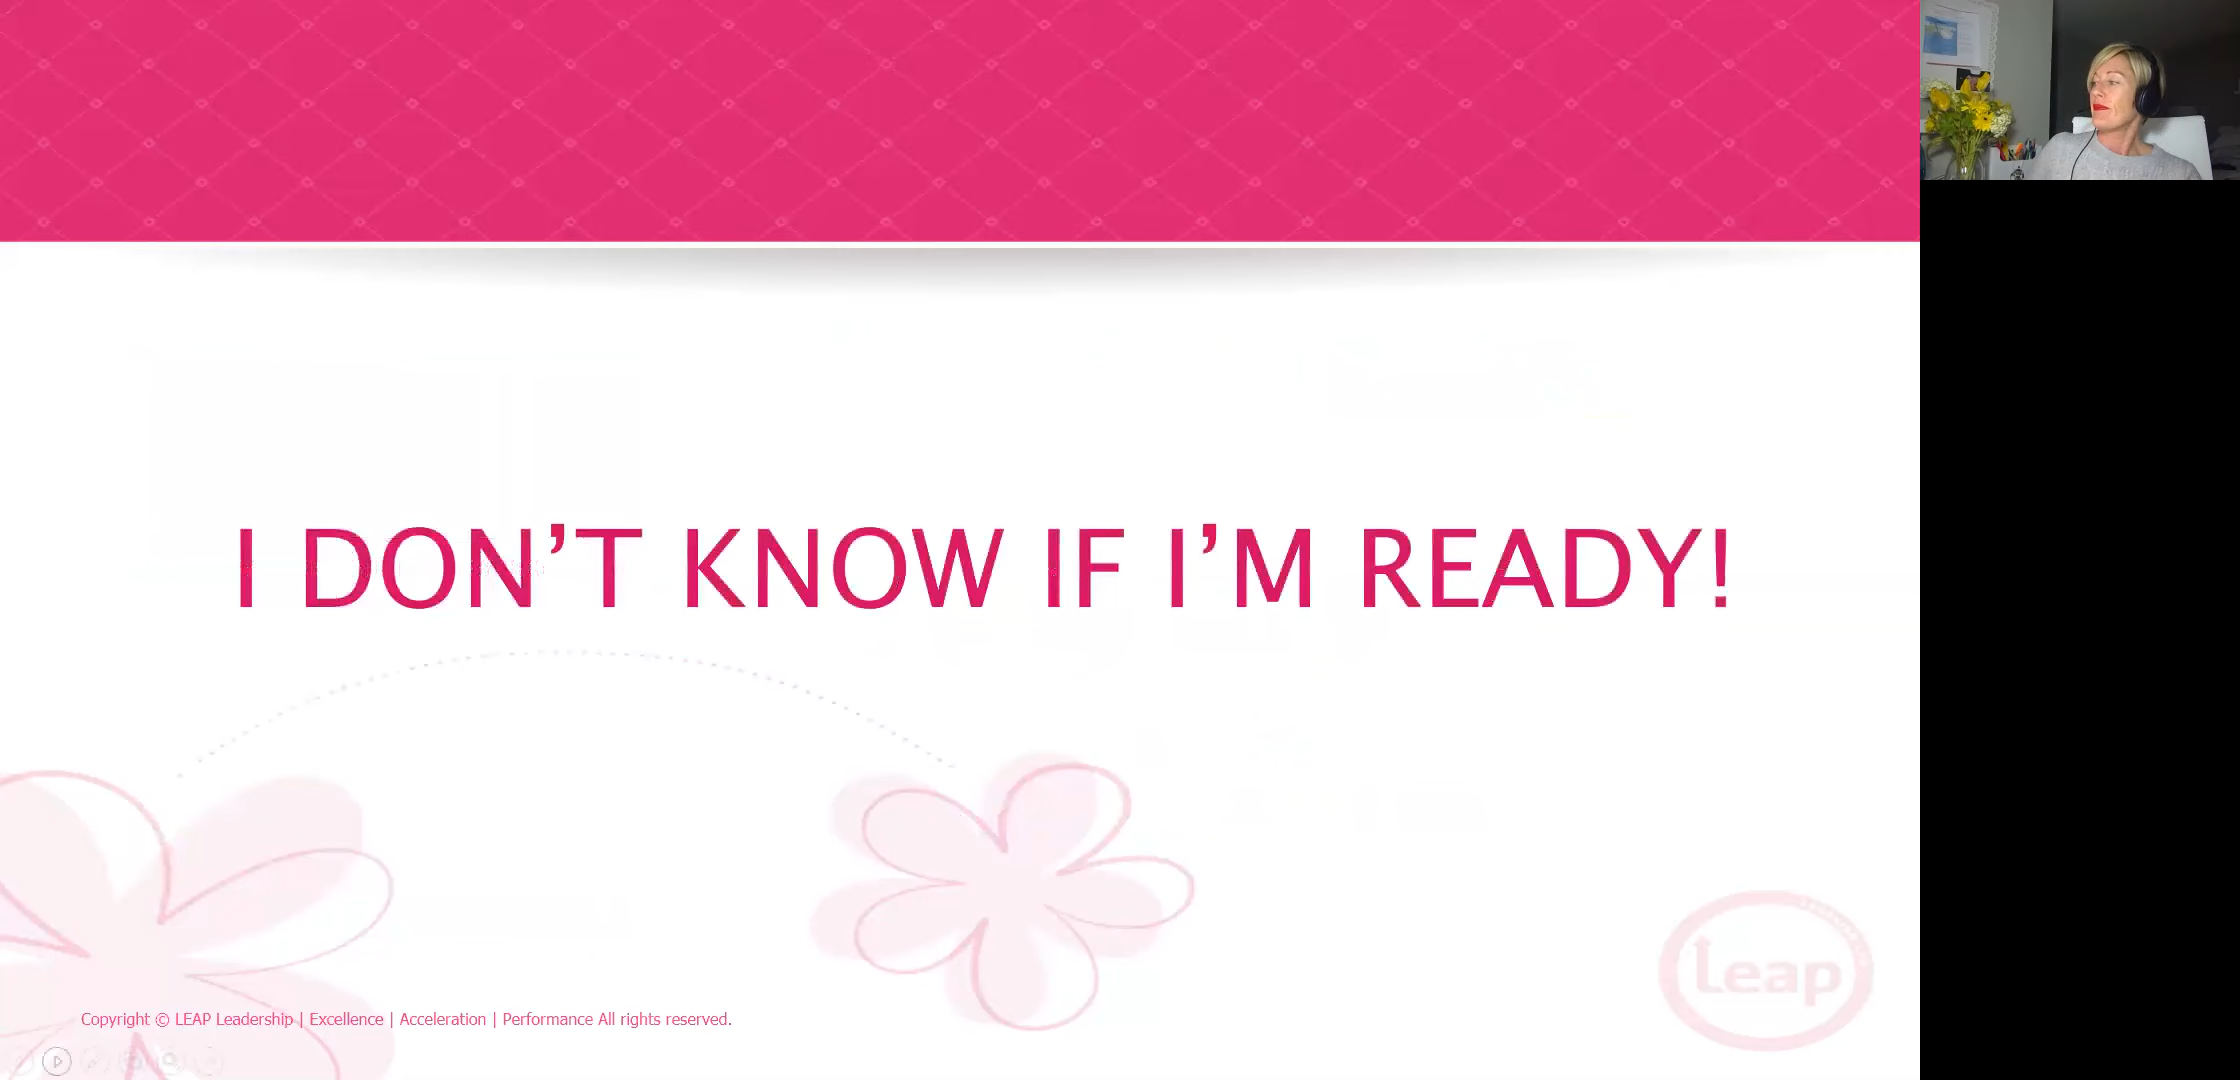 I DON’T KNOW IF I’M READY!
Leap
Copyright © LEAP Leadership | Excellence | Acceleration | Performance All rights reserved.